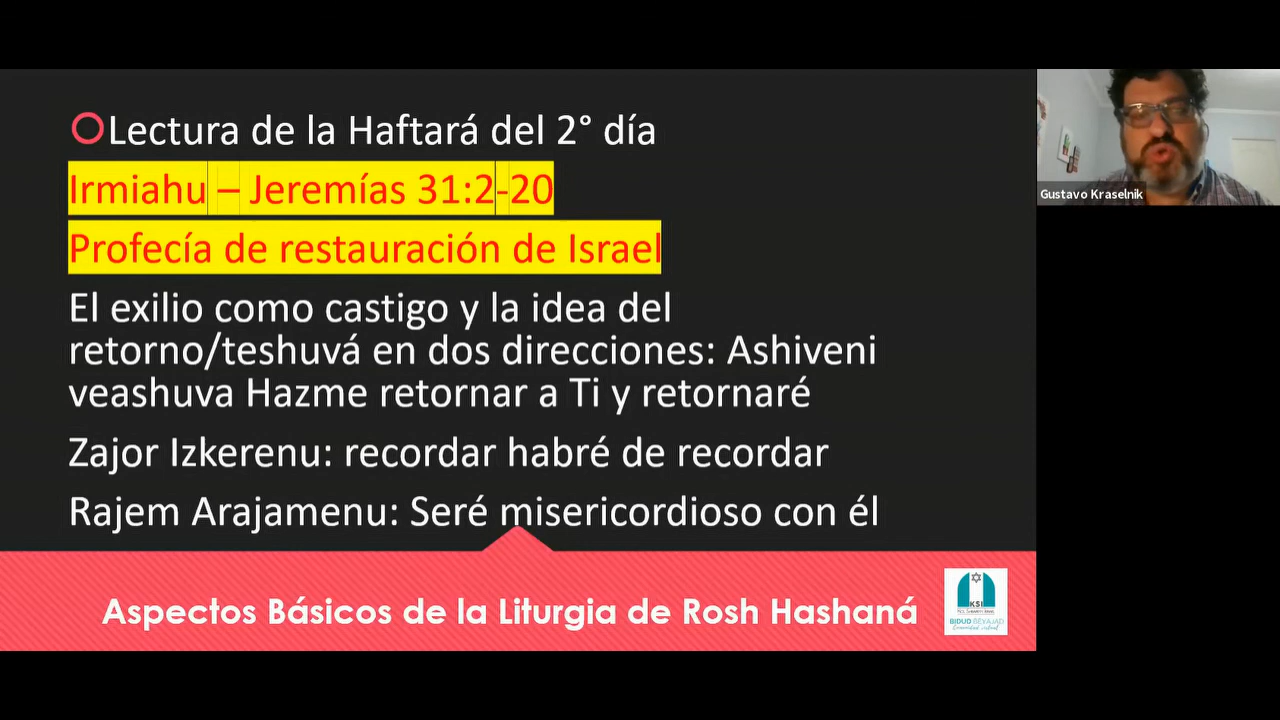 Lectura de la Haftará del 2° día
Irmiahu – Jeremías 31:2-20
Profecía de restauración de Israel
El exilio como castigo y la idea del
retorno/teshuvá en dos direcciones: Ashiveni
veashuva Hazme retornar a Ti y retornaré
Zajor Izkerenu: recordar habré de recordar
Rajem Arajamenu: Seré misericordioso con él
Aspectos Básicos de la Liturgia de Rosh Hashaná
KSI
BIDUD BEYAJAD
Gustavo Kraselnik